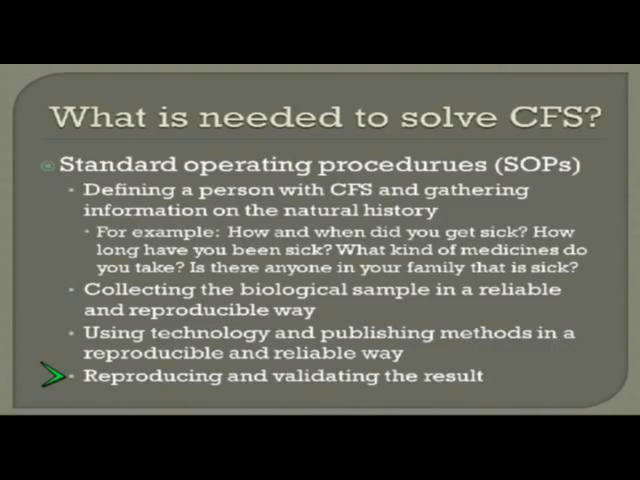 What is needed to solve CFS?
Standard operating procedurues (SOPs)
Defining a person with CFS and gathering
information on the natural history
For example: How and when did you get sick? How
long have you been sick? What kind of medicines do
you take? Is there anyone in your family that is sick?
Collecting the biological sample in a reliable
and reproducible way
Using technology and publishing methods in a
reproducible and reliable way
Reproducing and validating the result